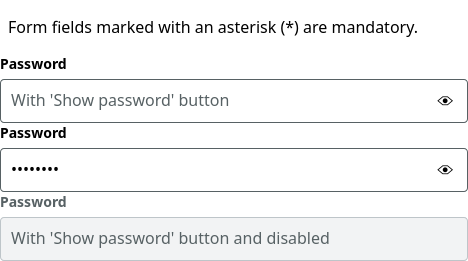 Form fields marked with an asterisk (*) are mandatory.
Password
With 'Show password' button
Password
••••••••
Password
With 'Show password' button and disabled